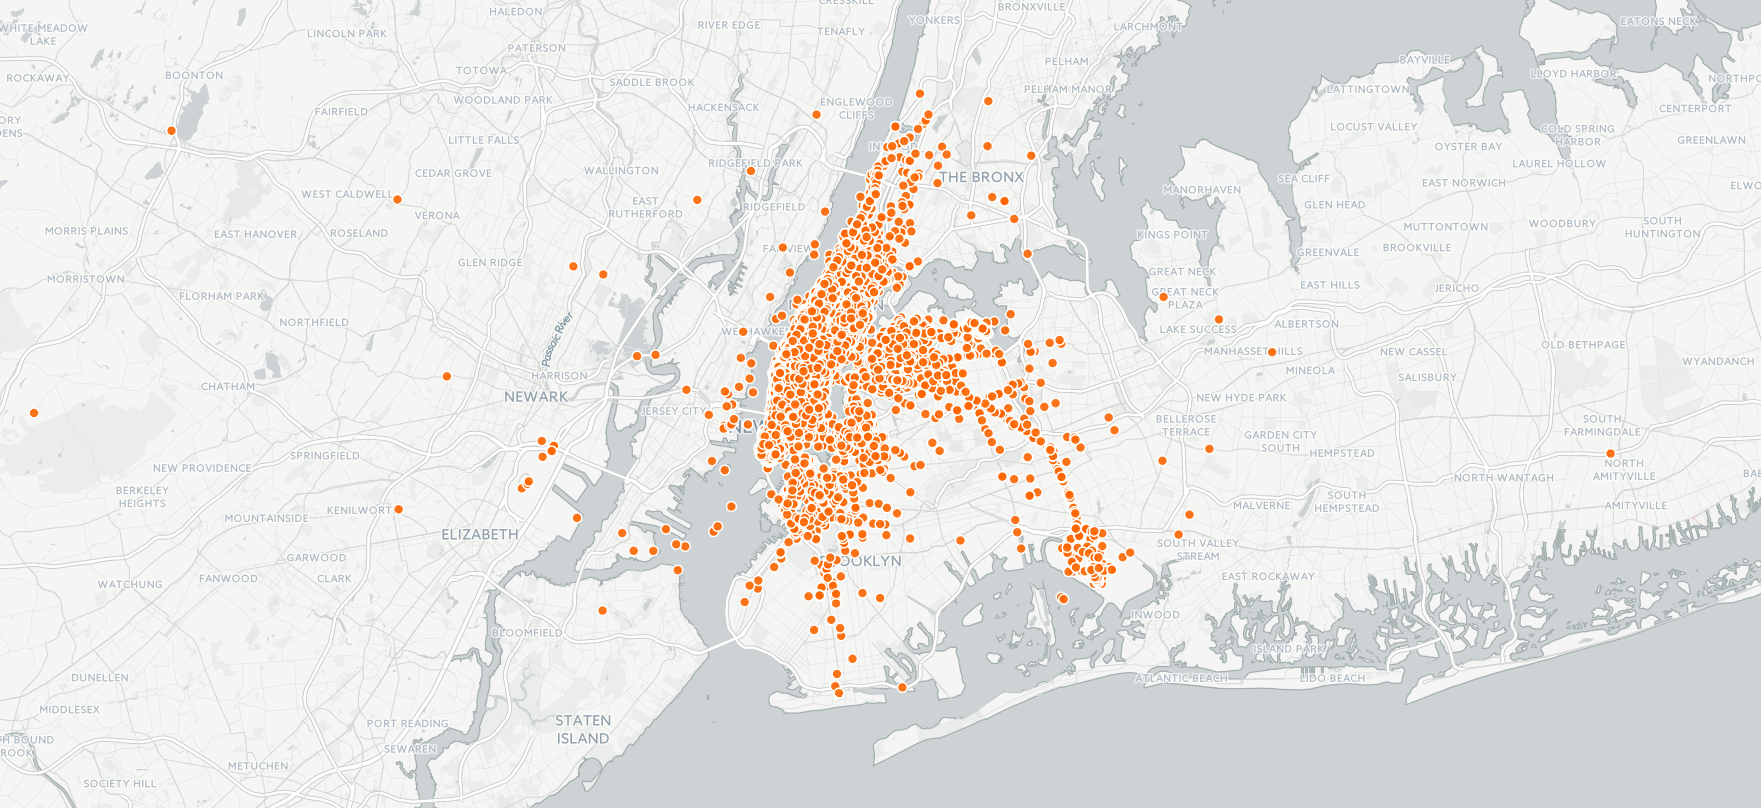 CRESSKILL
HALEDON
YONKERS
BRONXVILLE
WHITE MEADOW
LAKE
LINCOLN PARK
RIVER EDGE
TENAFLY
LARCHMONT
EATONS NECK
PATERSON
PELHAM
BAYVILLE
ROCKAWAY
BOONTON
TOTOWA
SADDLE BROOK
LLOYD HARBOR
NORTHPO
PELHAM MANOR
LATTINGTOWN
WOODLAND PARK
HACKENSACK
ENGLEWOOD
CLIFFS
FAIRFIELD
CENTERPORT
ORY
DENS
LOCUST VALLEY
COLD SPRING
HARBOR
LITTLE FALLS
GREENLAWN
OYSTER BAY
RIDGEFIELD PARK
LAUREL HOLLOW
CEDAR GROVE
WALLINGTON
THE BRONX
SEA CLIFF
EAST NORWICH
ELWO
MANORHAVEN
WEST CALDWELL
EAST
RUTHERFORD
RIDGEFIELD
GLEN HEAD
VERONA
MORRIS PLAINS
EAST HANOVER
ROSELAND
KINGS POINT
MUTTONTOWN
WOODBURY
SOUTH
HUNTINGTON
FAIRVIEW
GREENVALE
BROOKVILLE
GLEN RIDGE
MORRISTOWN
GREAT NECK
GREAT NECK
PLAZA
EAST HILLS
JERICHO
FLORHAM PARK
NORTHFIELD
Passaic River
WEEHAWKE
LAKE SUCCESS
ALBERTSON
OLD BETHPAGE
MANHASSET HILLS
NEW CASSEL
WYANDANCH
HARRISON
MINEOLA
SALISBURY
CHATHAM
NEWARK
NEW HYDE PARK
JERSEY CITY
BELLEROSE
TERRACE
SOUTH
FARMINGDALE
NEW
GARDEN CITY
SOUTH
HEMPSTEAD
SPRINGFIELD
NEW PROVIDENCE
NORTH
AMITYVILLE
NORTH WANTAGH
BERKELEY
HEIGHTS
SOUTH
HEMPSTEAD
MALVERNE
AMITYVILLE
KENILWORT
MOUNTAINSIDE
ELIZABETH
SOUTH VALLEY
STREAM
GARWOOD
BROOKLYN
EAST ROCKAWAY
WATCHUNG
FANWOOD
CLARK
INWOOD
BLOOMFIELD
ISLAND PARK
DUNELLEN
ATLANTIC BEACH
LIDO BEACH
MIDDLESEX
PORT READING
STATEN
ISLAND
SEWAREN
METUCHEN
SOCIETY HILL